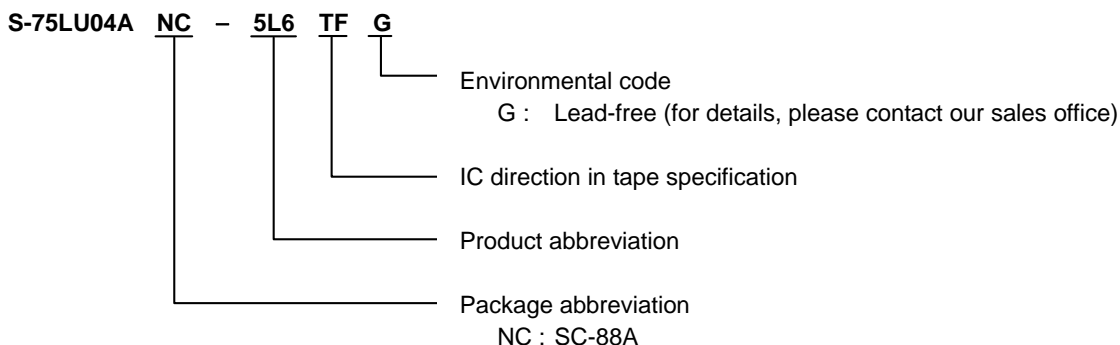 S-75LU04A NC – 5L6 TF G
Environmental code
G : Lead-free (for details, please contact our sales office)
IC direction in tape specification
Product abbreviation
Package abbreviation
NC : SC-88A